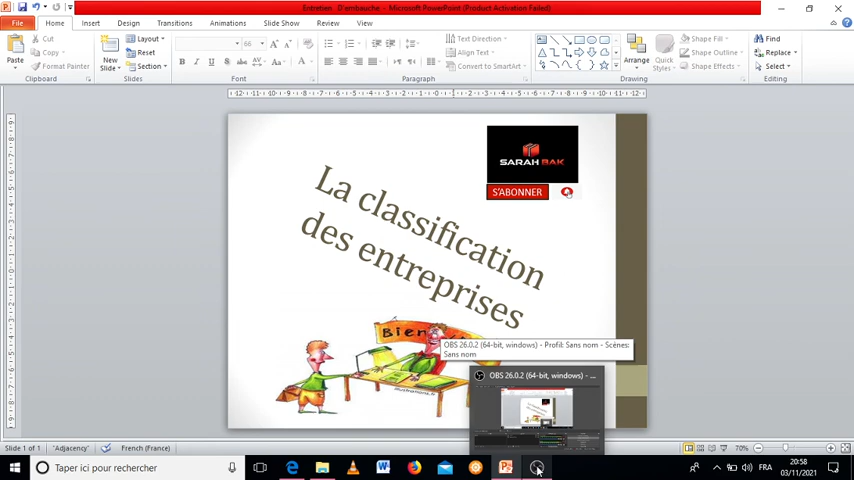 Entretien D'embauche - Microsoft PowerPoint (Product Activation Failed)
File Home Insert Design Transitions Animations Slide Show Review View
Cut
Copy
Format Painter
Paste
Clipboard
New
Slide
Layout
Reset
Section
Slides
66
B I U S abc AV Aa A
Font
Paragraph
Text Direction
Align Text
Convert to SmartArt
Arrange
Quick
Styles
Shape Fill
Shape Outline
Shape Effects
Drawing
Find
Replace
Select
Editing
SARAH BAK
S'ABONNER
La classification
des entreprises
OBS 26.0.2 (64-bit, windows) - Profil: Sans nom - Scènes:
Sans nom
OBS 26.0.2 (64-bit, windows) - ...
Slide 1 of 1 "Adjacency" French (France) 70%
Taper ici pour rechercher
FRA
20:58
03/11/2021